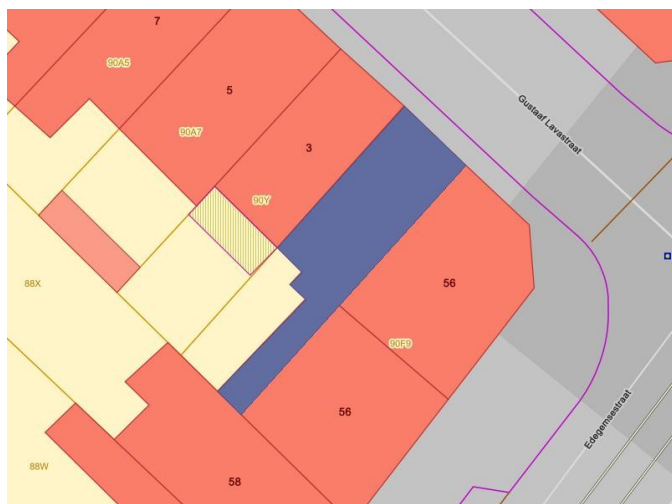 7
90A5
5
90A7
Gustaaf Lavastraat
3
90Y
88X
56
90F9
56
Edegemsestraat
88W
58